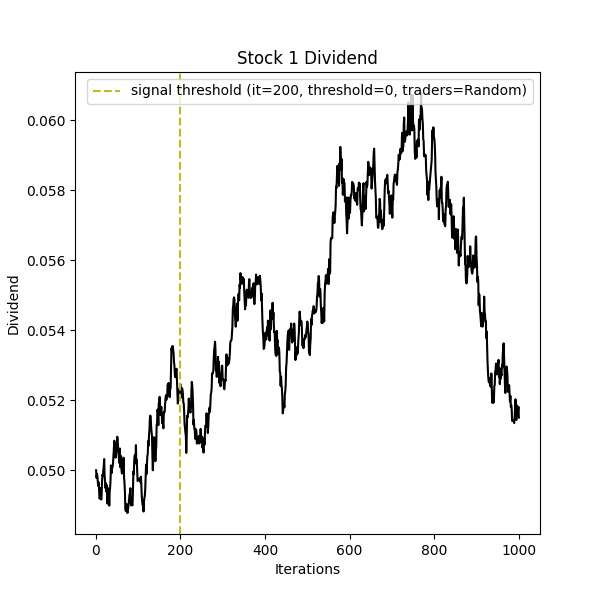 Stock 1 Dividend
signal threshold (it=200, threshold=0, traders=Random)
0.060
0.058
0.056
0.054
0.052
0.050
Dividend
0 200 400 600 800 1000
Iterations